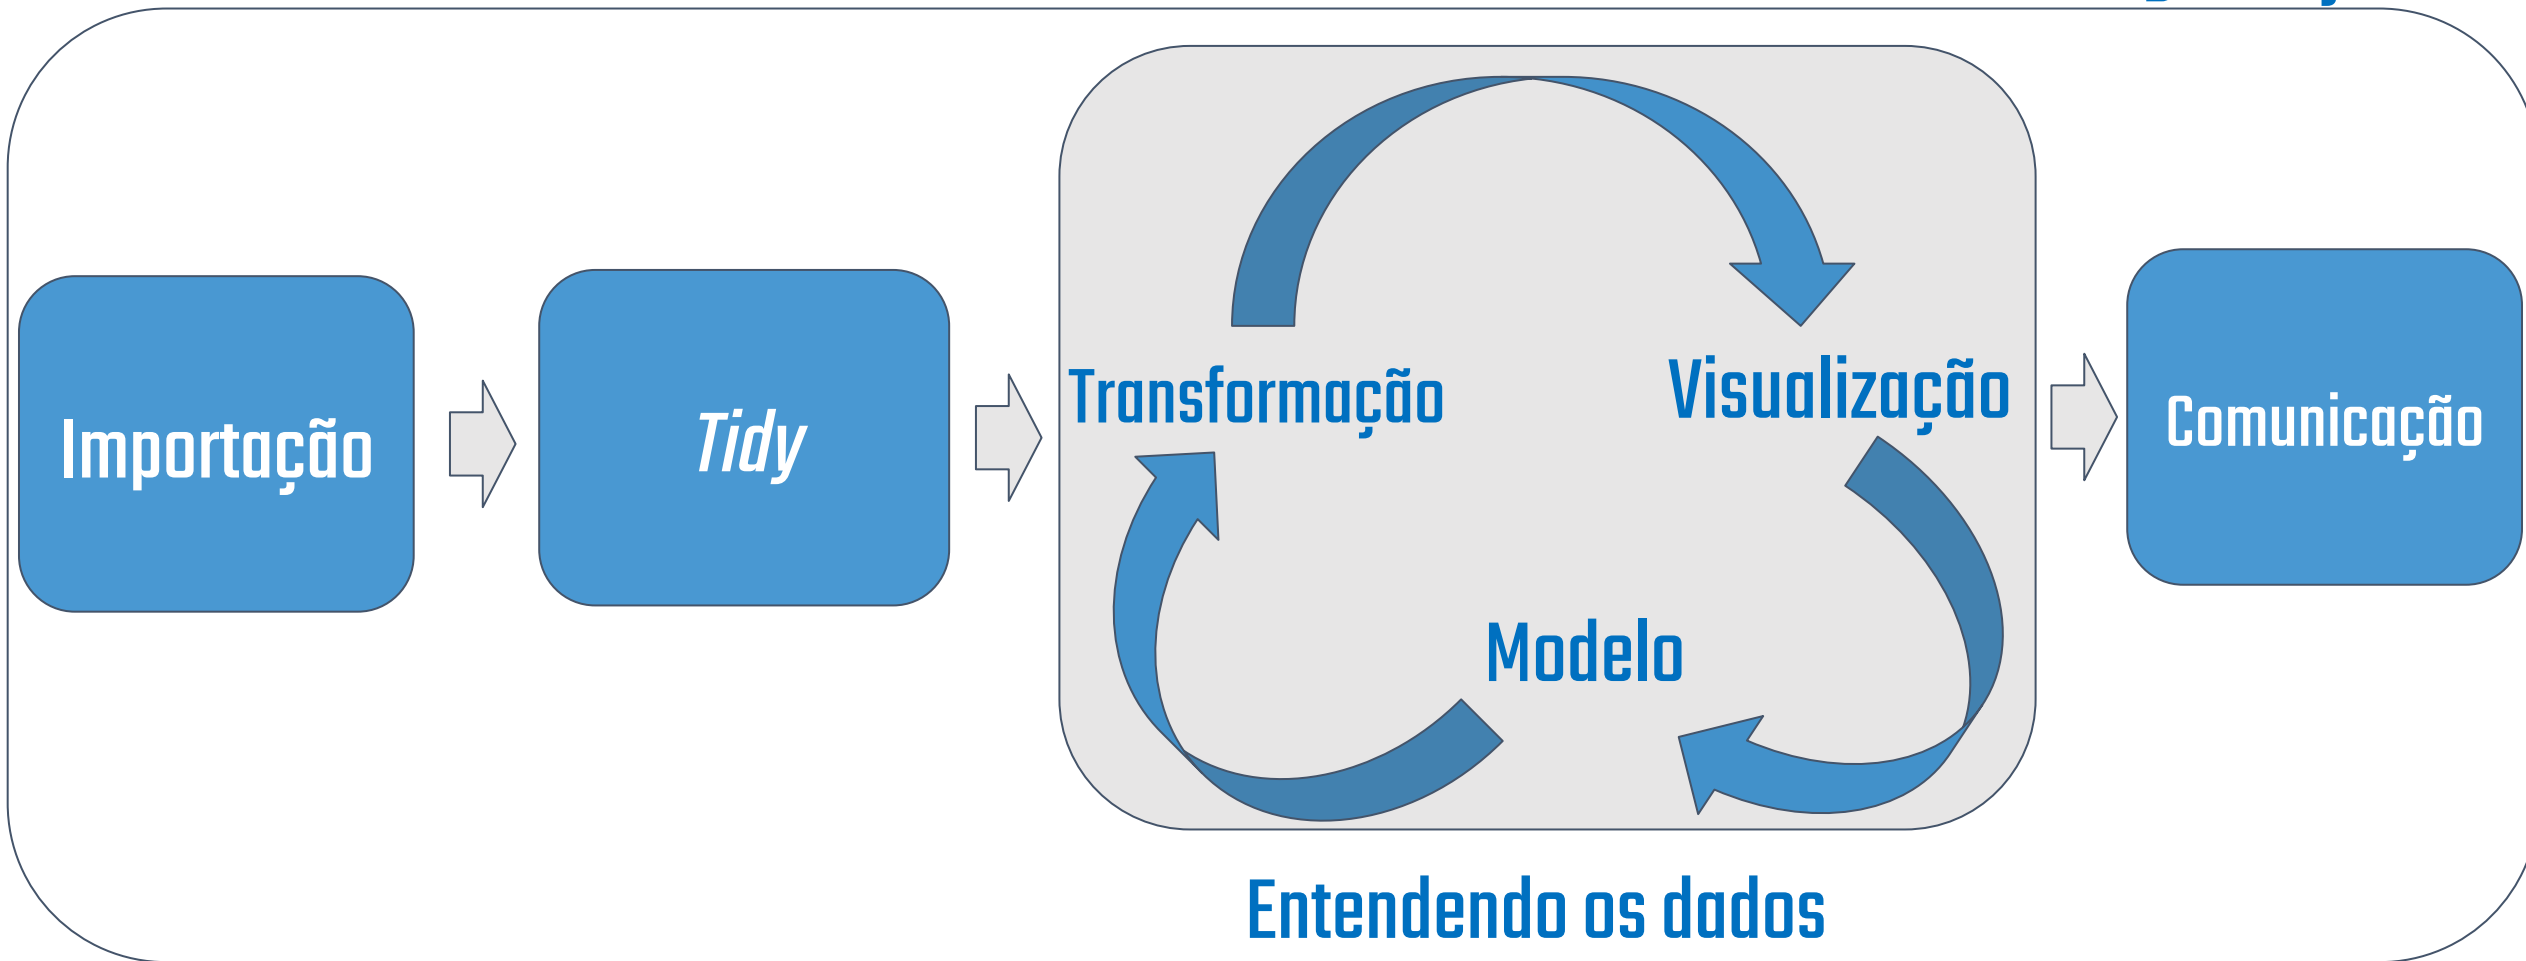 Importação
Tidy
Transformação
Visualização
Modelo
Comunicação
Entendendo os dados